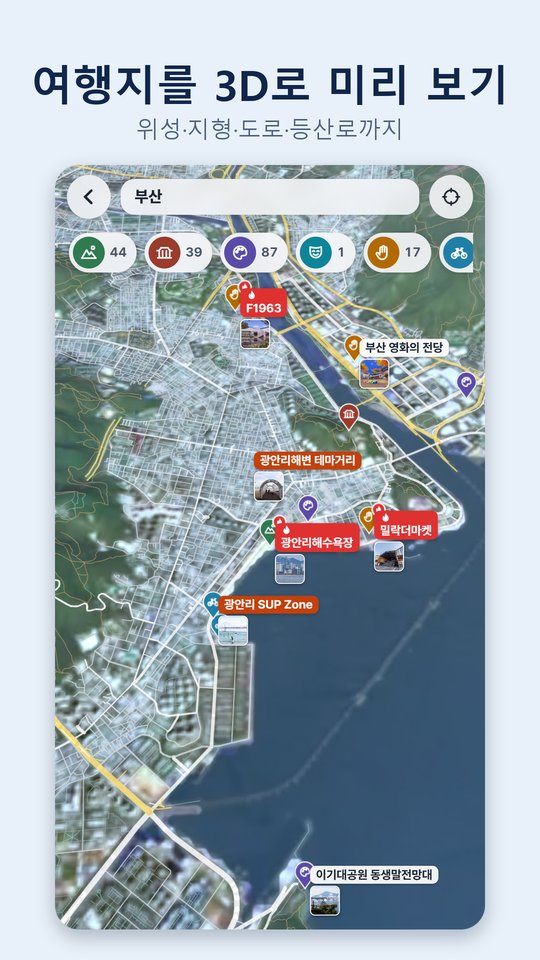 여행지를 3D로 미리 보기
위성·지형·도로·등산로까지
부산
44 39 87 1 17
F1963
부산 영화의 전당
광안리해변 테마거리
밀락더마켓
광안리해수욕장
광안리 SUP Zone
이기대공원 동생말전망대